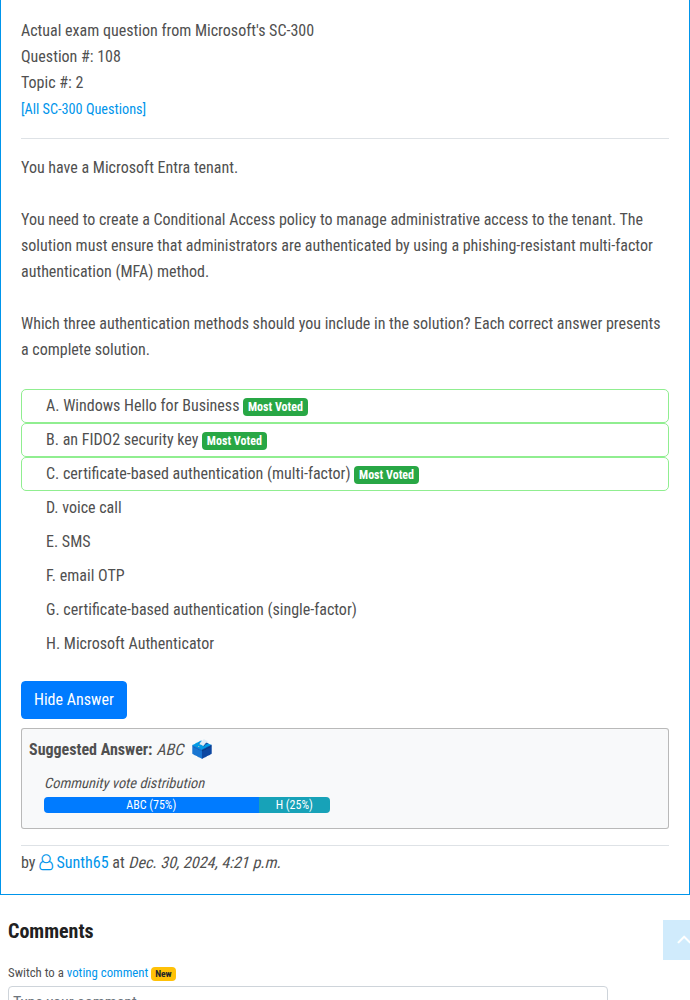 Actual exam question from Microsoft's SC-300
Question #: 108
Topic #: 2
[All SC-300 Questions]
You have a Microsoft Entra tenant.
You need to create a Conditional Access policy to manage administrative access to the tenant. The
solution must ensure that administrators are authenticated by using a phishing-resistant multi-factor
authentication (MFA) method.
Which three authentication methods should you include in the solution? Each correct answer presents
a complete solution.
A. Windows Hello for Business Most Voted
B. an FIDO2 security key Most Voted
C. certificate-based authentication (multi-factor) Most Voted
D. voice call
E. SMS
F. email OTP
G. certificate-based authentication (single-factor)
H. Microsoft Authenticator
Hide Answer
Suggested Answer: ABC
Community vote distribution
ABC (75%) H (25%)
by Sunth65 at Dec. 30, 2024, 4:21 p.m.
Comments
Switch to a voting comment New
Type your comment